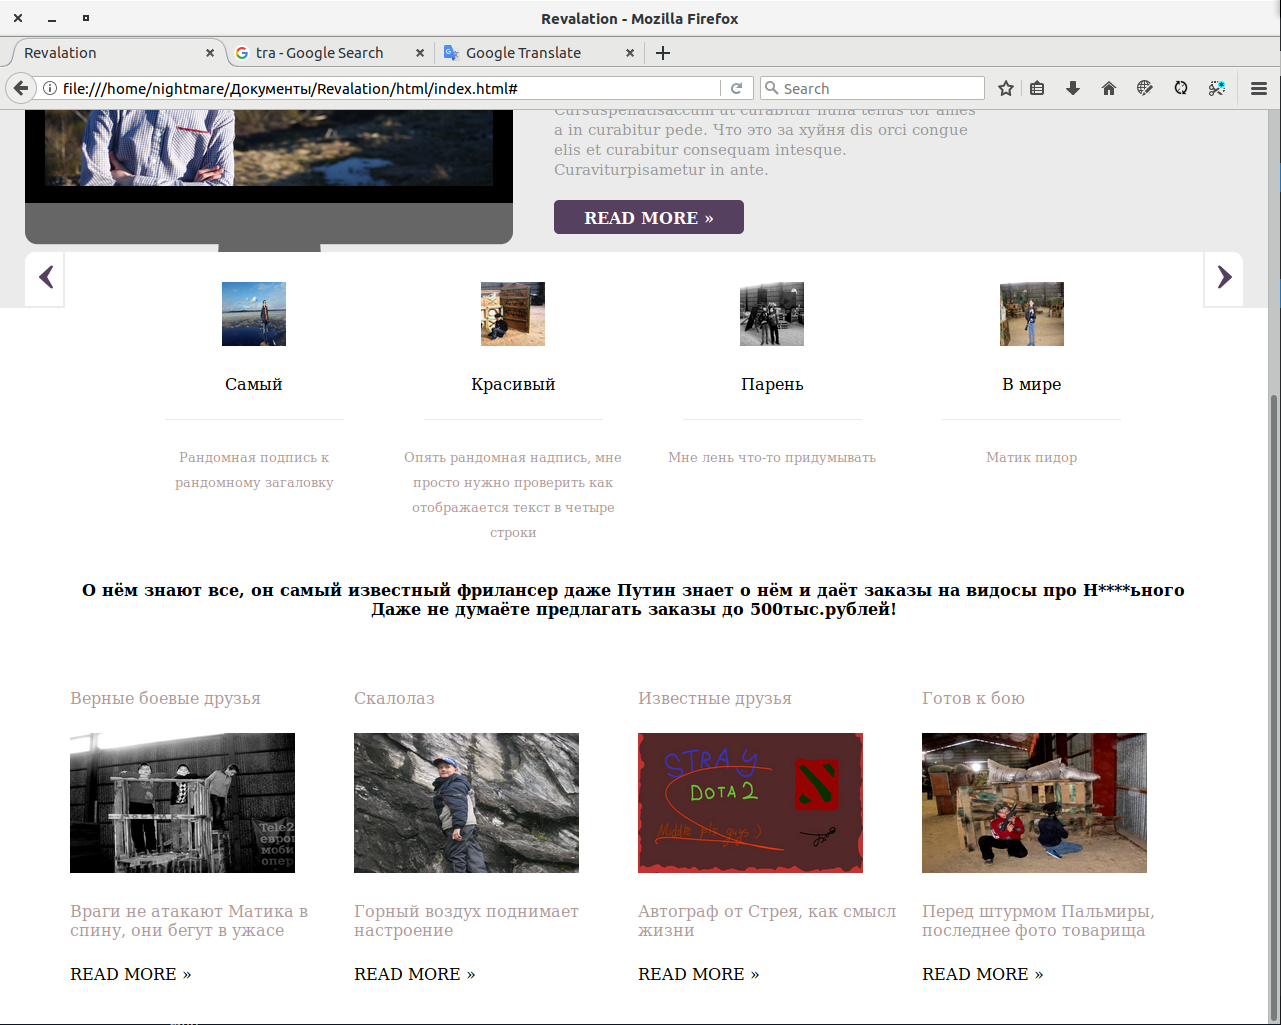 Revalation - Mozilla Firefox
Revalation
tra - Google Search
Google Translate
file:///home/nightmare/Документы/Revalation/html/index.html#
Search
Cursuspenatisaccum ut curabitur nulla tellus tor ames
a in curabitur pede. Что это за хуйня dis orci congue
elis et curabitur consequam intesque.
Curaviturpisametur in ante.
READ MORE »
Самый
Красивый
Парень
В мире
Рандомная подпись к
рандомному загаловку
Опять рандомная надпись, мне
просто нужно проверить как
отображается текст в четыре
строки
Мне лень что-то придумывать
Матик пидор
О нём знают все, он самый известный фрилансер даже Путин знает о нём и даёт заказы на видосы про Н****ьного
Даже не думаёте предлагать заказы до 500тыс.рублей!
Верные боевые друзья
Скалолаз
Известные друзья
Готов к бою
Tele2
евро
моби
опер
STRAY
DOTA 2
Middle plz guys )
Враги не атакуют Матика в
спину, они бегут в ужасе
Горный воздух поднимает
настроение
Автограф от Стрея, как смысл
жизни
Перед штурмом Пальмиры,
последнее фото товарища
READ MORE »
READ MORE »
READ MORE »
READ MORE »